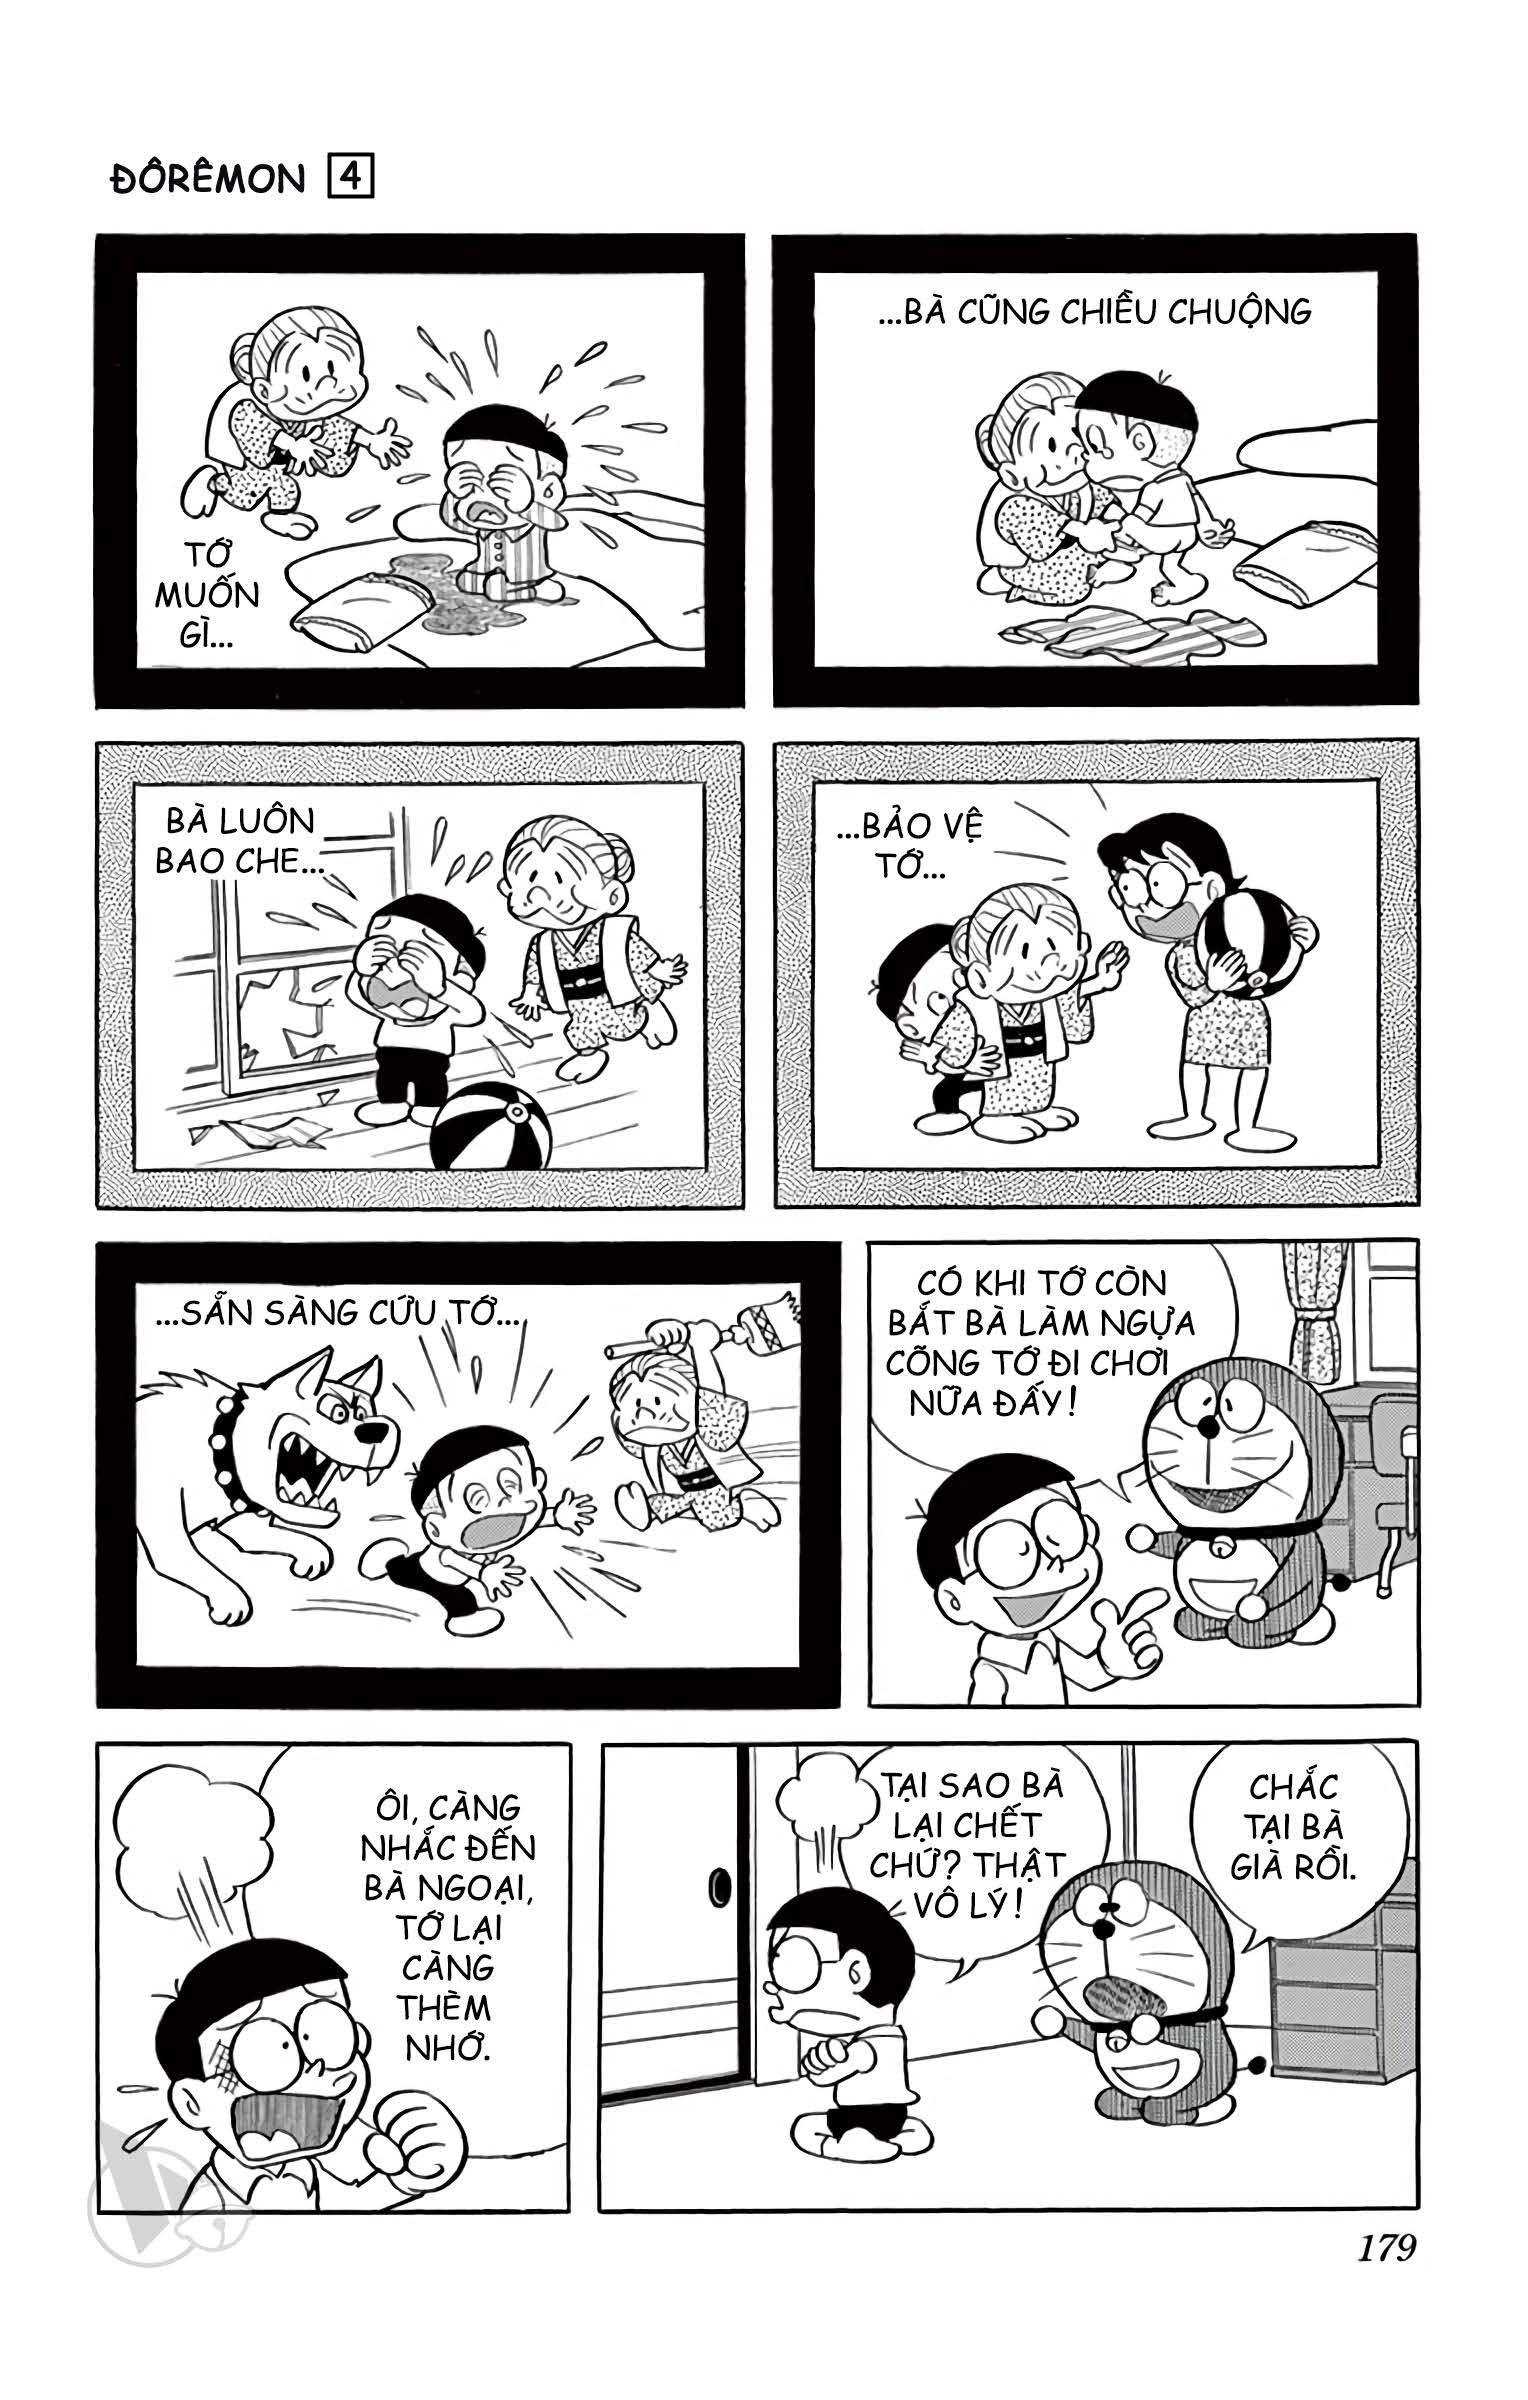 ĐÔRÊMON 4
TỚ
MUỐN
GÌ...
...BÀ CŨNG CHIỀU CHUỘNG
BÀ LUÔN
BAO CHE...
...BẢO VỆ
TỚ...
...SẴN SÀNG CỨU TỚ...
CÓ KHI TỚ CÒN
BẮT BÀ LÀM NGỰA
CÕNG TỚ ĐI CHƠI
NỮA ĐẤY!
ÔI, CÀNG
NHẮC ĐẾN
BÀ NGOẠI,
TỚ LẠI
CÀNG
THÈM
NHỚ.
TẠI SAO BÀ
LẠI CHẾT
CHỨ? THẬT
VÔ LÝ!
CHẮC
TẠI BÀ
GIÀ RỒI.
179